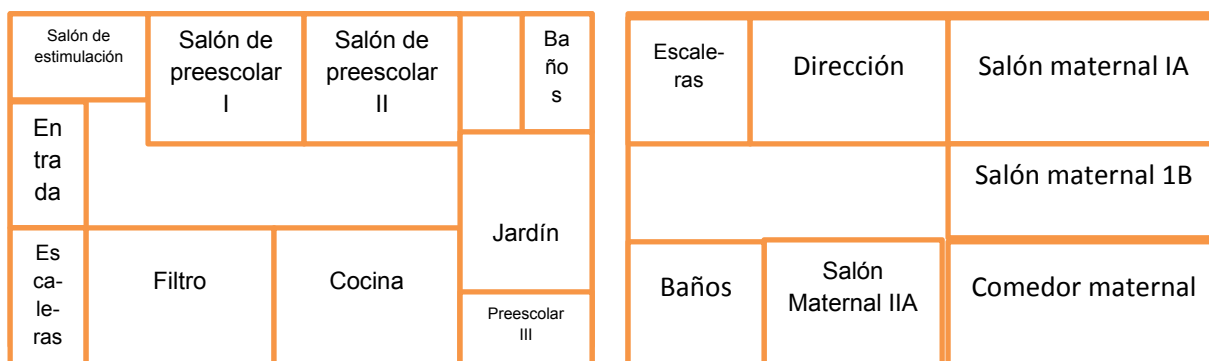 Salón de
estimulación
Salón de
preescolar
I
Salón de
preescolar
II
Ba
ño
s
En
tra
da
Jardín
Es
ca-
le-
ras
Filtro
Cocina
Preescolar
III
Escale-
ras
Dirección
Salón maternal IA
Salón maternal 1B
Baños
Salón
Maternal IIA
Comedor maternal